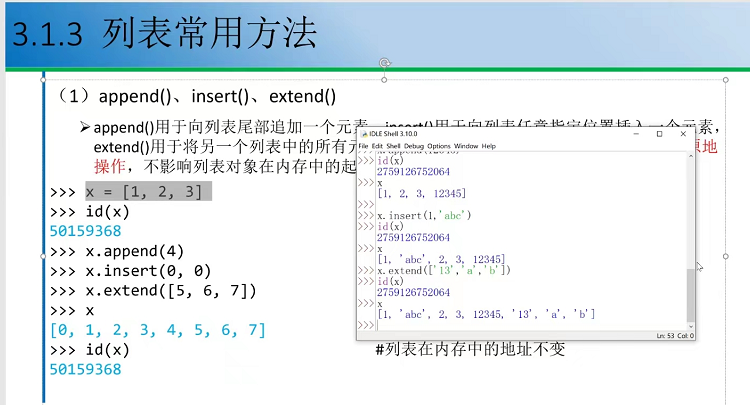 3.1.3 列表常用方法
（1）append()、insert()、extend()
➢append()用于向列表尾部追加一个元素，insert()用于向列表任意指定位置插入一个元素，
extend()用于将另一个列表中的所有元
原地
操作，不影响列表对象在内存中的起
>>> x = [1, 2, 3]
>>> id(x)
50159368
>>> x.append(4)
>>> x.insert(0, 0)
>>> x.extend([5, 6, 7])
>>> x
[0, 1, 2, 3, 4, 5, 6, 7]
>>> id(x)
#列表在内存中的地址不变
50159368
IDLE Shell 3.10.0
File Edit Shell Debug Options Window Help
>>> id(x)
2759126752064
>>> x
[1, 2, 3, 12345]
>>>
>>> x.insert(1,'abc')
>>> id(x)
2759126752064
>>> x
[1, 'abc', 2, 3, 12345]
>>> x.extend(['13','a','b'])
>>> id(x)
2759126752064
>>> x
[1, 'abc', 2, 3, 12345, '13', 'a', 'b']
>>>
Ln: 53 Col: 0